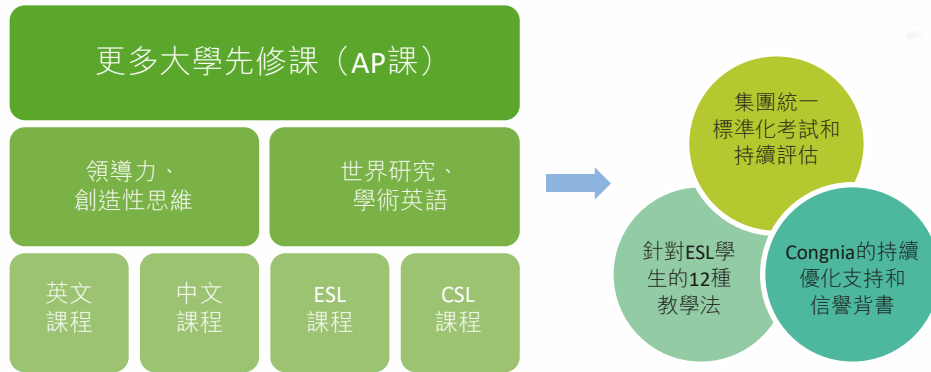 更多大學先修課（AP課）
領導力、
創造性思維
世界研究、
學術英語
英文
課程
中文
課程
ESL
課程
CSL
課程
集團統一
標準化考試和
持續評估
針對ESL學
生的12種
教學法
Congnia的持續
優化支持和
信譽背書